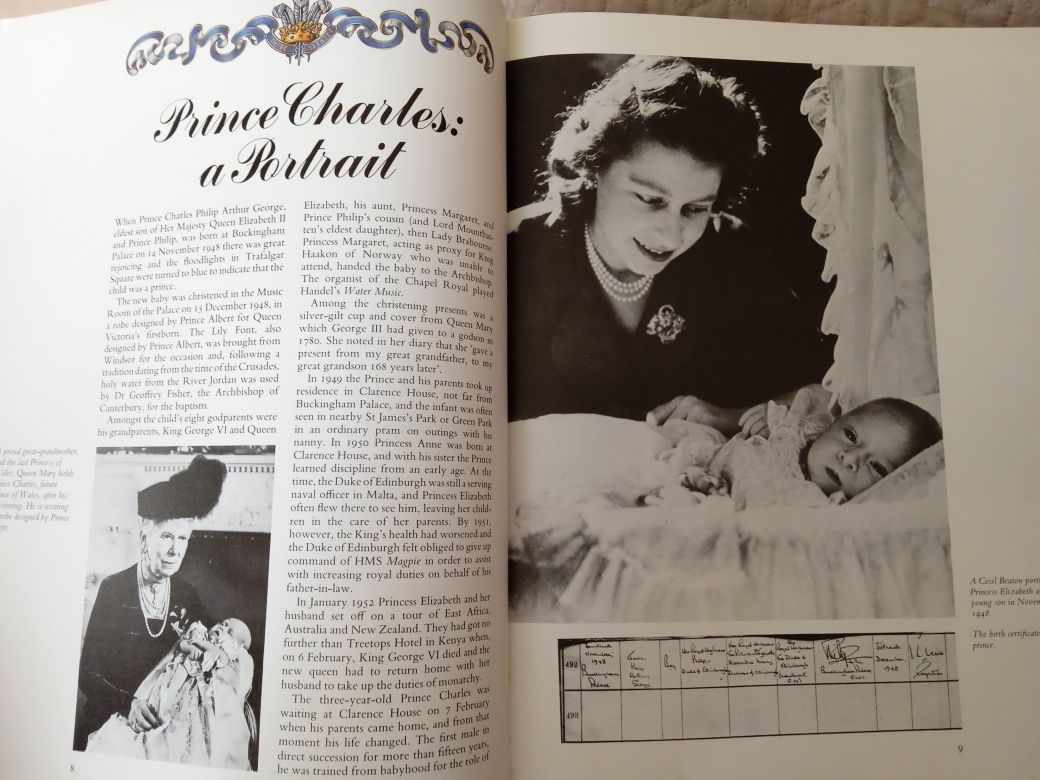 Prince Charles:
a Portrait
When Prince Charles Philip Arthur George,
eldest son of Her Majesty Queen Elizabeth II
and Prince Philip, was born at Buckingham
Palace on 14 November 1948 there was great
rejoicing and the floodlights in Trafalgar
Square were turned to blue to indicate that the
child was a prince.
The new baby was christened in the Music
Room of the Palace on 15 December 1948, in
a robe designed by Prince Albert for Queen
Victoria's firstborn. The Lily Font, also
designed by Prince Albert, was brought from
Windsor for the occasion and, following a
tradition dating from the time of the Crusades,
holy water from the River Jordan was used
by Dr Geoffrey Fisher, the Archbishop of
Canterbury, for the baptism.
Amongst the child's eight godparents were
his grandparents, King George VI and Queen
Elizabeth, his aunt, Princess Margaret, and
Prince Philip's cousin (and Lord Mountbat-
ten's eldest daughter), then Lady Brabourne.
Princess Margaret, acting as proxy for King
Haakon of Norway who was unable to
attend, handed the baby to the Archbishop.
The organist of the Chapel Royal played
Handel's Water Music.
Among the christening presents was a
silver-gilt cup and cover from Queen Mary
which George III had given to a godson in
1780. She noted in her diary that she 'gave a
present from my great grandfather, to my
great grandson 168 years later'.
In 1949 the Prince and his parents took up
residence in Clarence House, not far from
Buckingham Palace, and the infant was often
seen in nearby St James's Park or Green Park
in an ordinary pram on outings with his
nanny. In 1950 Princess Anne was born at
Clarence House, and with his sister the Prince
learned discipline from an early age. At the
time, the Duke of Edinburgh was still a serving
naval officer in Malta, and Princess Elizabeth
often flew there to see him, leaving her child-
ren in the care of her parents. By 1951,
however, the King's health had worsened and
the Duke of Edinburgh felt obliged to give up
command of HMS Magpie in order to assist
with increasing royal duties on behalf of his
father-in-law.
In January 1952 Princess Elizabeth and her
husband set off on a tour of East Africa,
Australia and New Zealand. They had got no
further than Treetops Hotel in Kenya when,
on 6 February, King George VI died and the
new queen had to return home with her
husband to take up the duties of monarchy.
The three-year-old Prince Charles was
waiting at Clarence House on 7 February
when his parents came home, and from that
moment his life changed. The first male in
direct succession for more than fifteen years,
he was trained from babyhood for the role of
proud great-grandmother,
the last Princess of
Queen Mary holds
Charles, future
of Wales, after his
He is wearing
robe designed by Prince
8
A Cecil Beaton
Princess Elizabeth
young son in
1948.
The birth
prince.
492
Buckingham
Palace
493
9